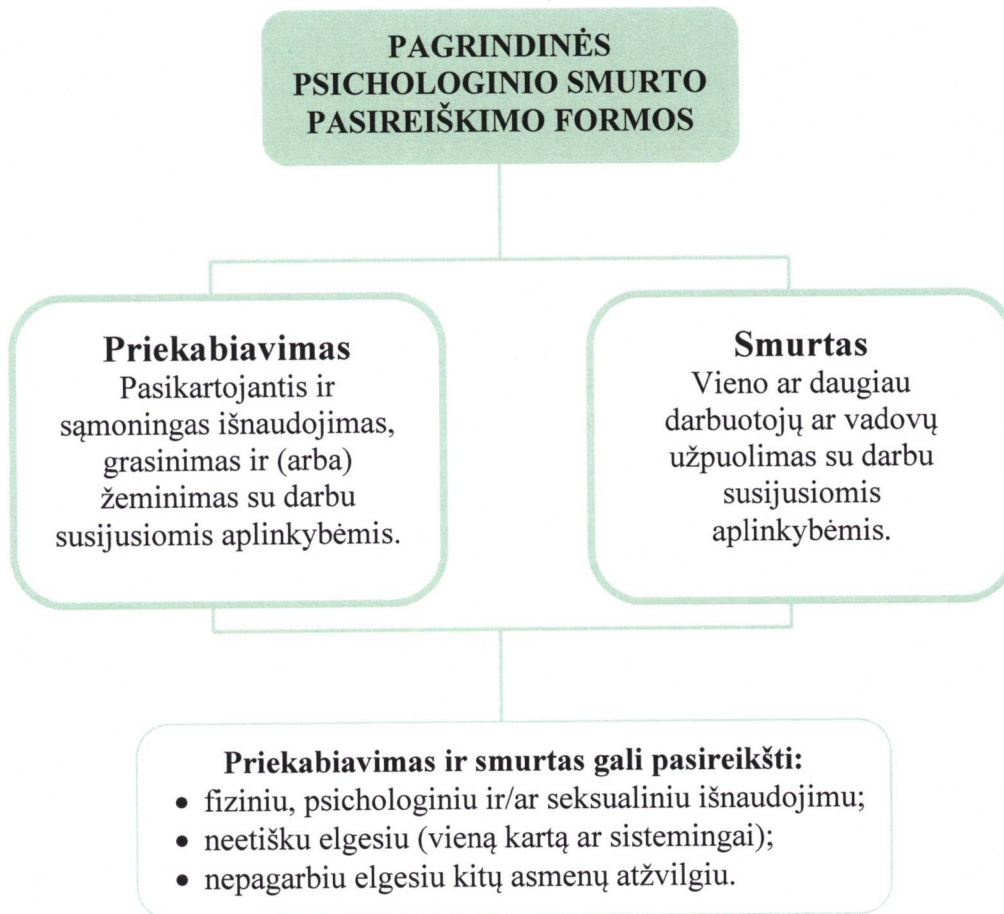 PAGRINDINĖS
PSICHOLOGINIO SMURTO
PASIREIŠKIMO FORMOS
Priekabiavimas
Pasikartojantis ir
sąmoningas išnaudojimas,
grasinimas ir (arba)
žeminimas su darbu
susijusiomis aplinkybėmis.
Smurtas
Vieno ar daugiau
darbuotojų ar vadovų
užpuolimas su darbu
susijusiomis
aplinkybėmis.
Priekabiavimas ir smurtas gali pasireikšti:
• fiziniu, psichologiniu ir/ar seksualiniu išnaudojimu;
• neetišku elgesiu (vieną kartą ar sistemingai);
• nepagarbiu elgesiu kitų asmenų atžvilgiu.